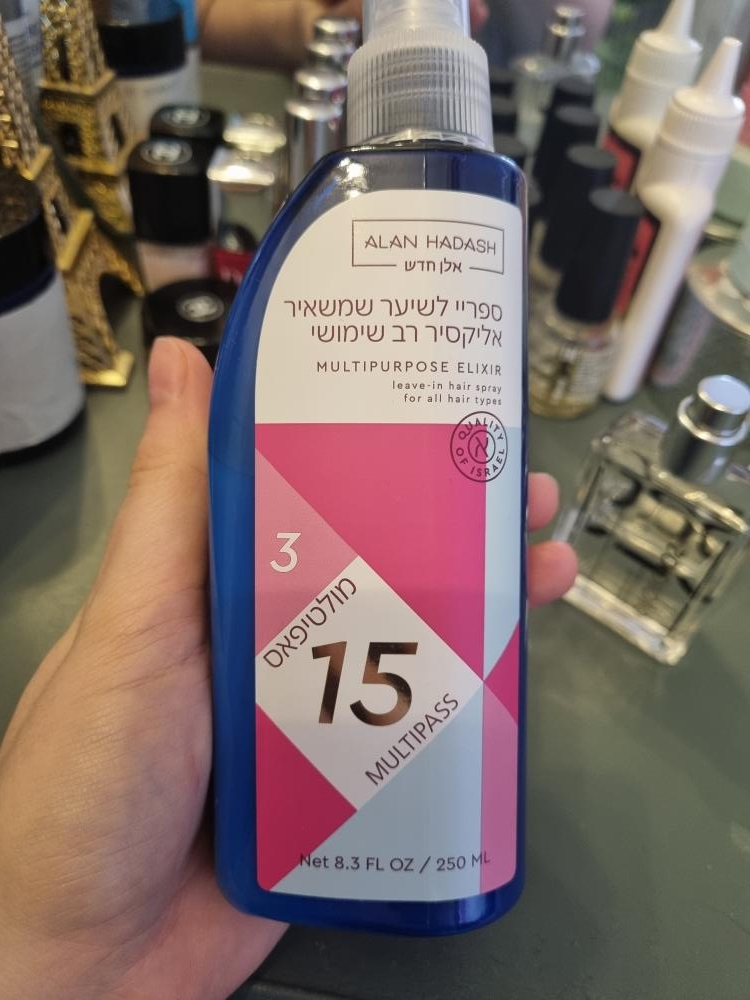 ALAN HADASH
אלן חדש
ספריי לשיער שמשאיר
אליקסיר רב שימושי
MULTIPURPOSE ELIXIR
leave-in hair spray
for all hair types
QUALITY OF ISRAEL
א
3
מולטיפאס
15
MULTIPASS
Net 8.3 FL OZ / 250 ML